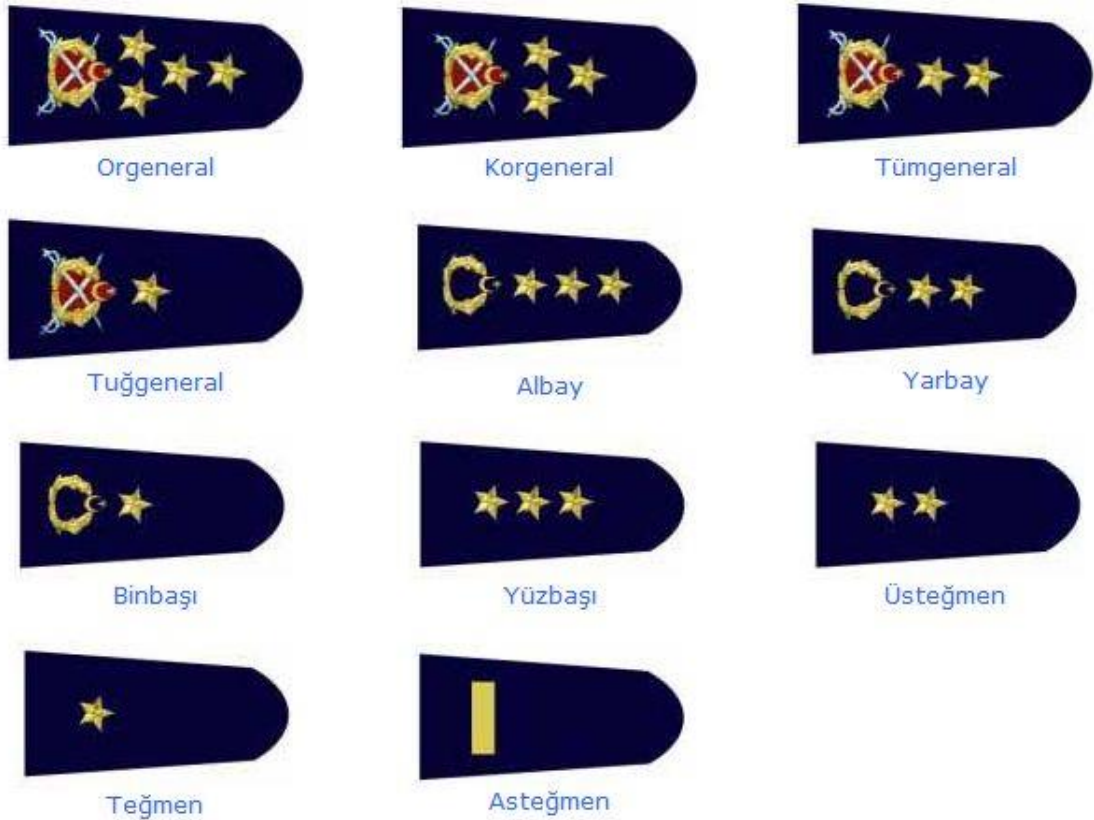 Orgeneral
Korgeneral
Tümgeneral
Tuğgeneral
Albay
Yarbay
Binbaşı
Yüzbaşı
Üsteğmen
Teğmen
Asteğmen